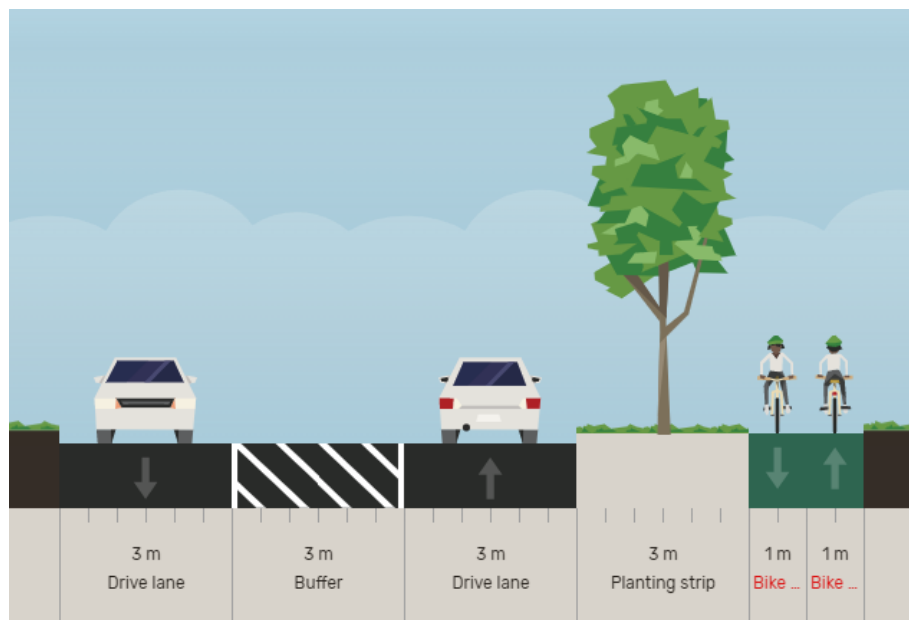 3 m
Drive lane
3 m
Buffer
3 m
Drive lane
3 m
Planting strip
1 m
Bike ...
1 m
Bike ...